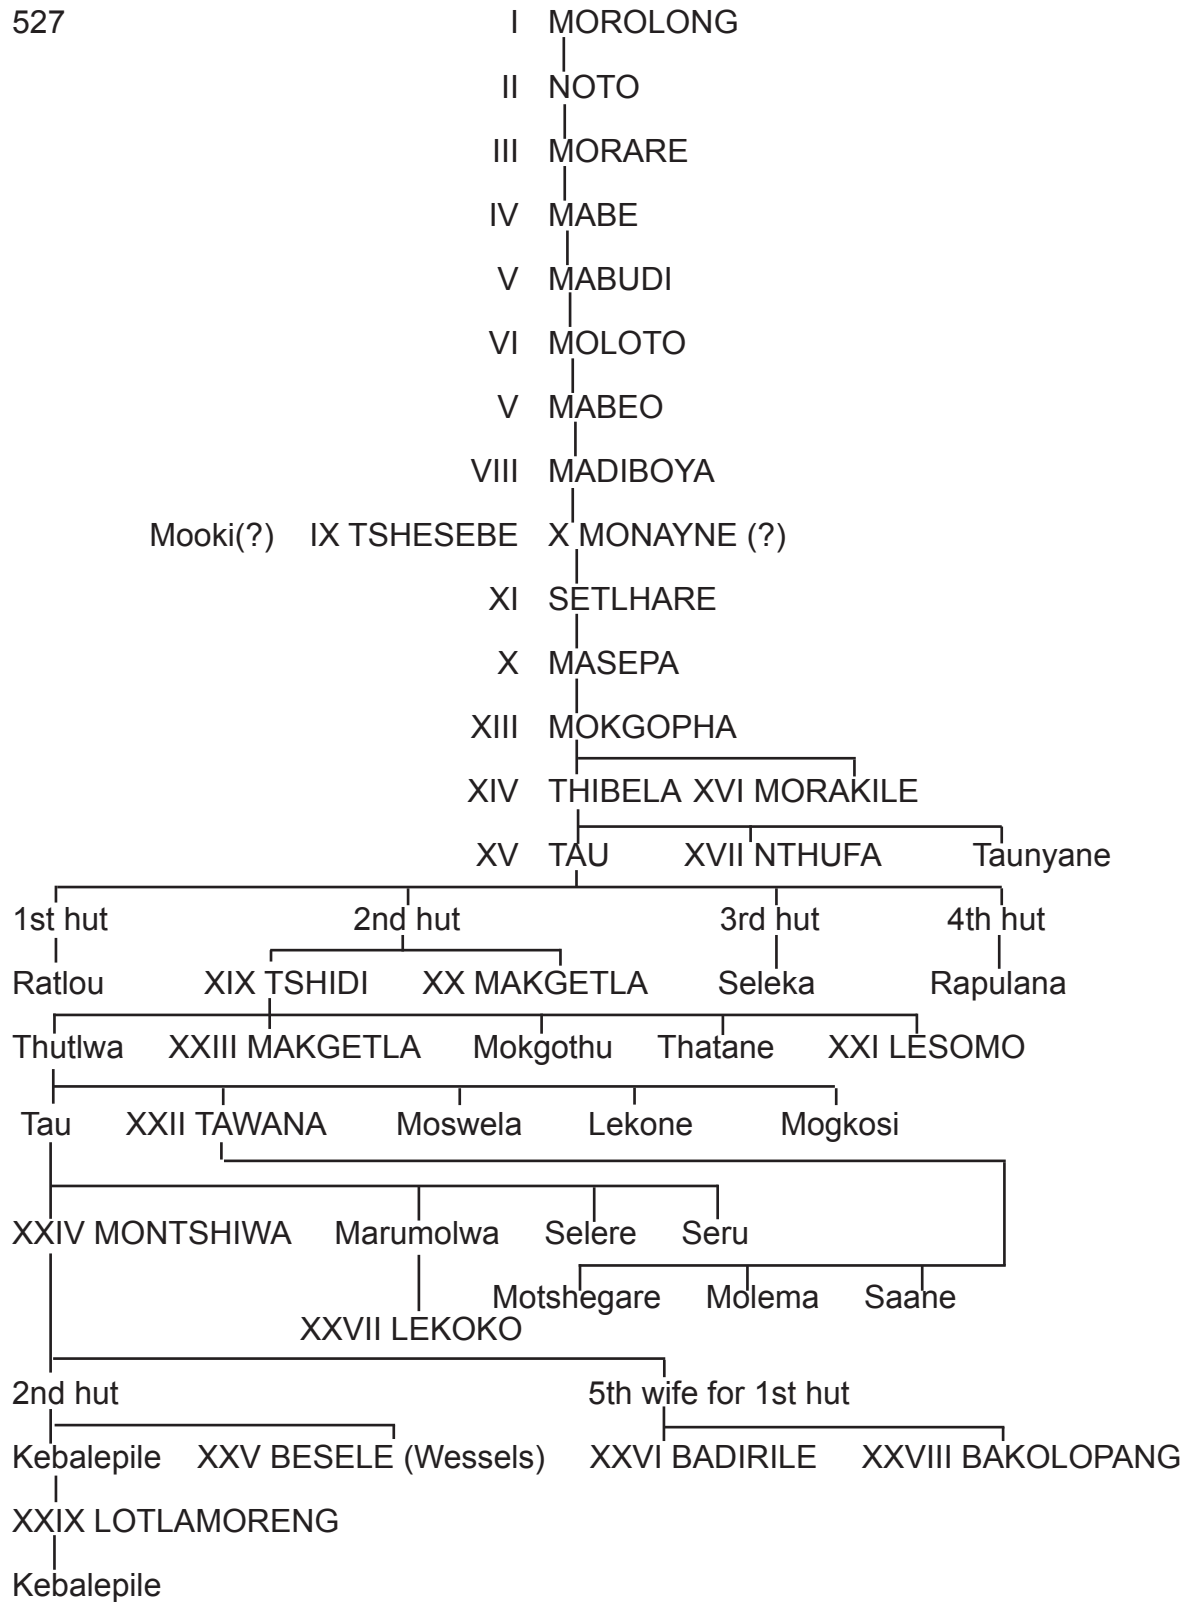 527 I MOROLONG
II NOTO
III MORARE
IV MABE
V MABUDI
VI MOLOTO
V MABEO
VIII MADIBOYA
Mooki(?) IX TSHESEBE X MONAYNE (?)
XI SETLHARE
X MASEPA
XIII MOKGOPHA
XIV THIBELA XVI MORAKILE
XV TAU XVII NTHUFA Taunyane
1st hut 2nd hut 3rd hut 4th hut
Ratlou XIX TSHIDI XX MAKGETLA Seleka Rapulana
Thutlwa XXIII MAKGETLA Mokgothu Thatane XXI LESOMO
Tau XXII TAWANA Moswela Lekone Mogkosi
XXIV MONTSHIWA Marumolwa Selere Seru
Motshegare Molema Saane
XXVII LEKOKO
2nd hut 5th wife for 1st hut
Kebalepile XXV BESELE (Wessels) XXVI BADIRILE XXVIII BAKOLOPANG
XXIX LOTLAMORENG
Kebalepile